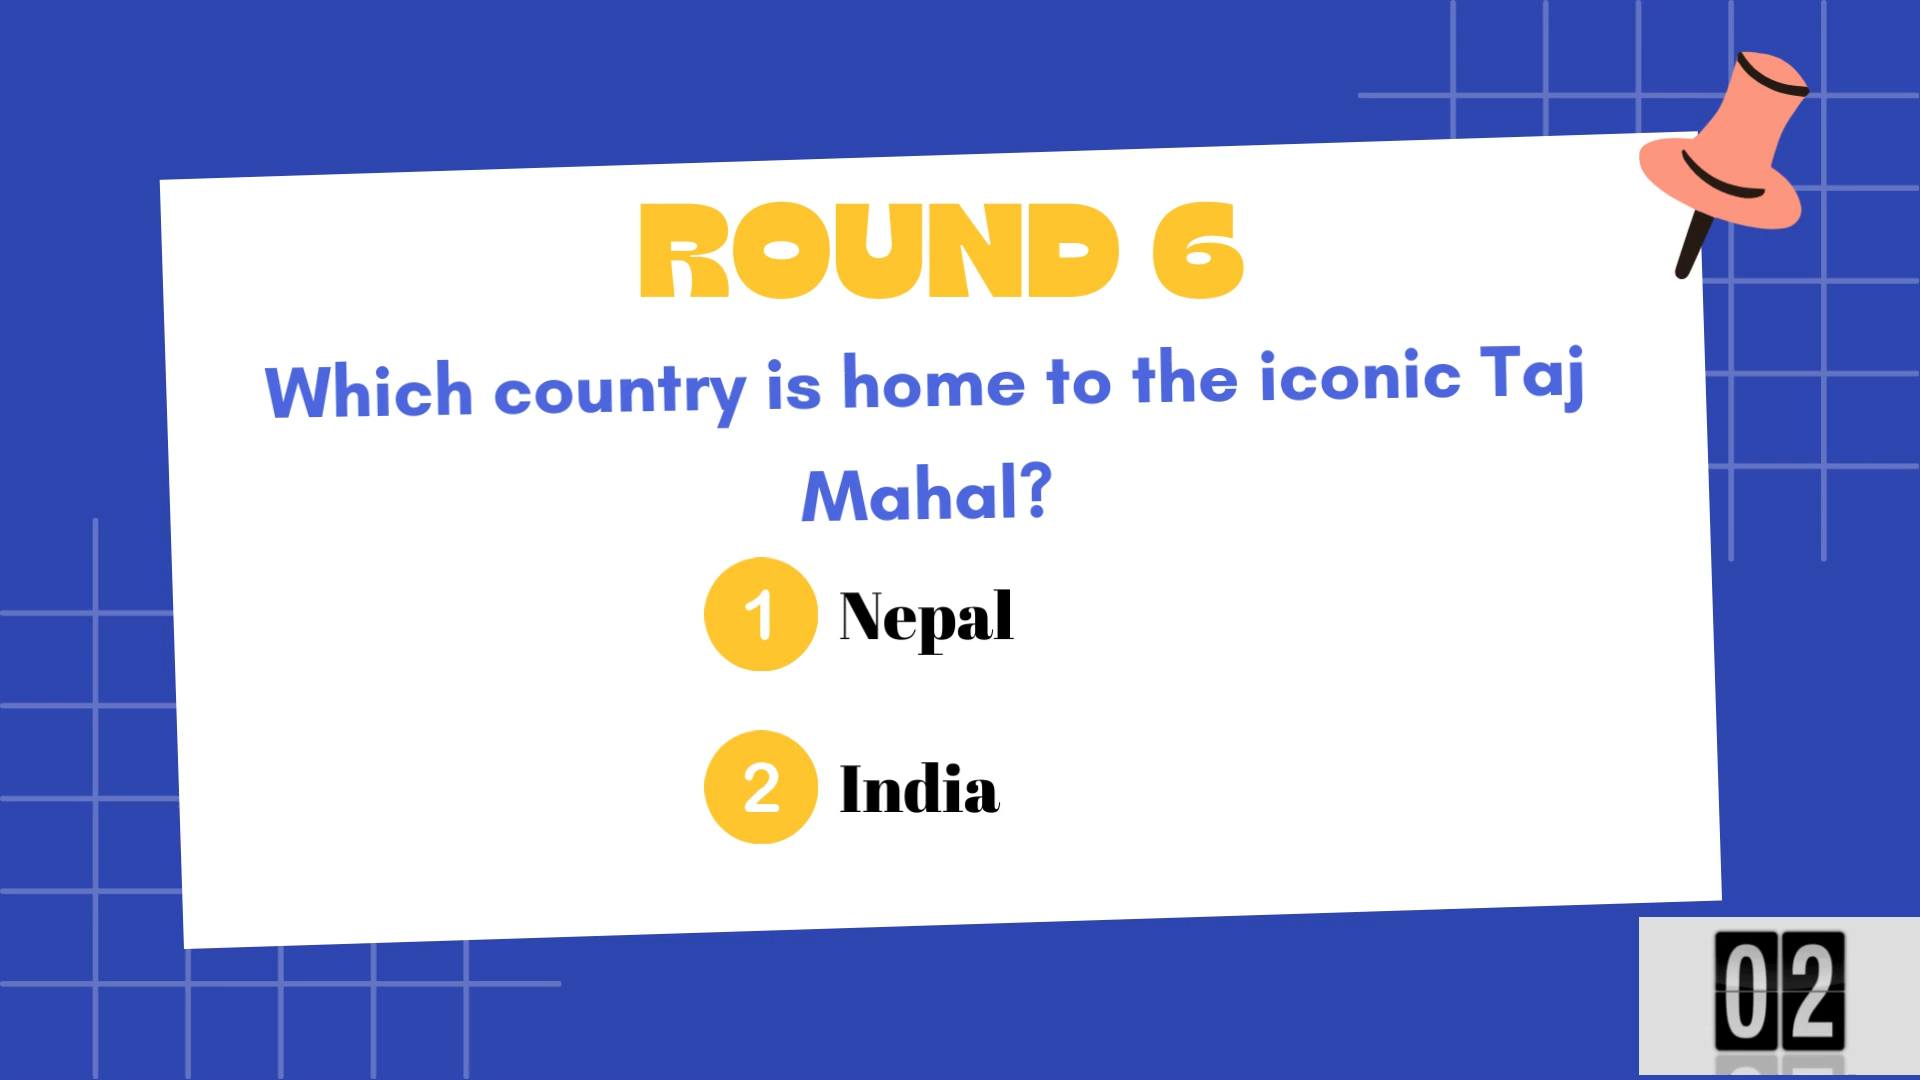 ROUND 6
Which country is home to the iconic Taj
Mahal?
1 Nepal
2 India
02